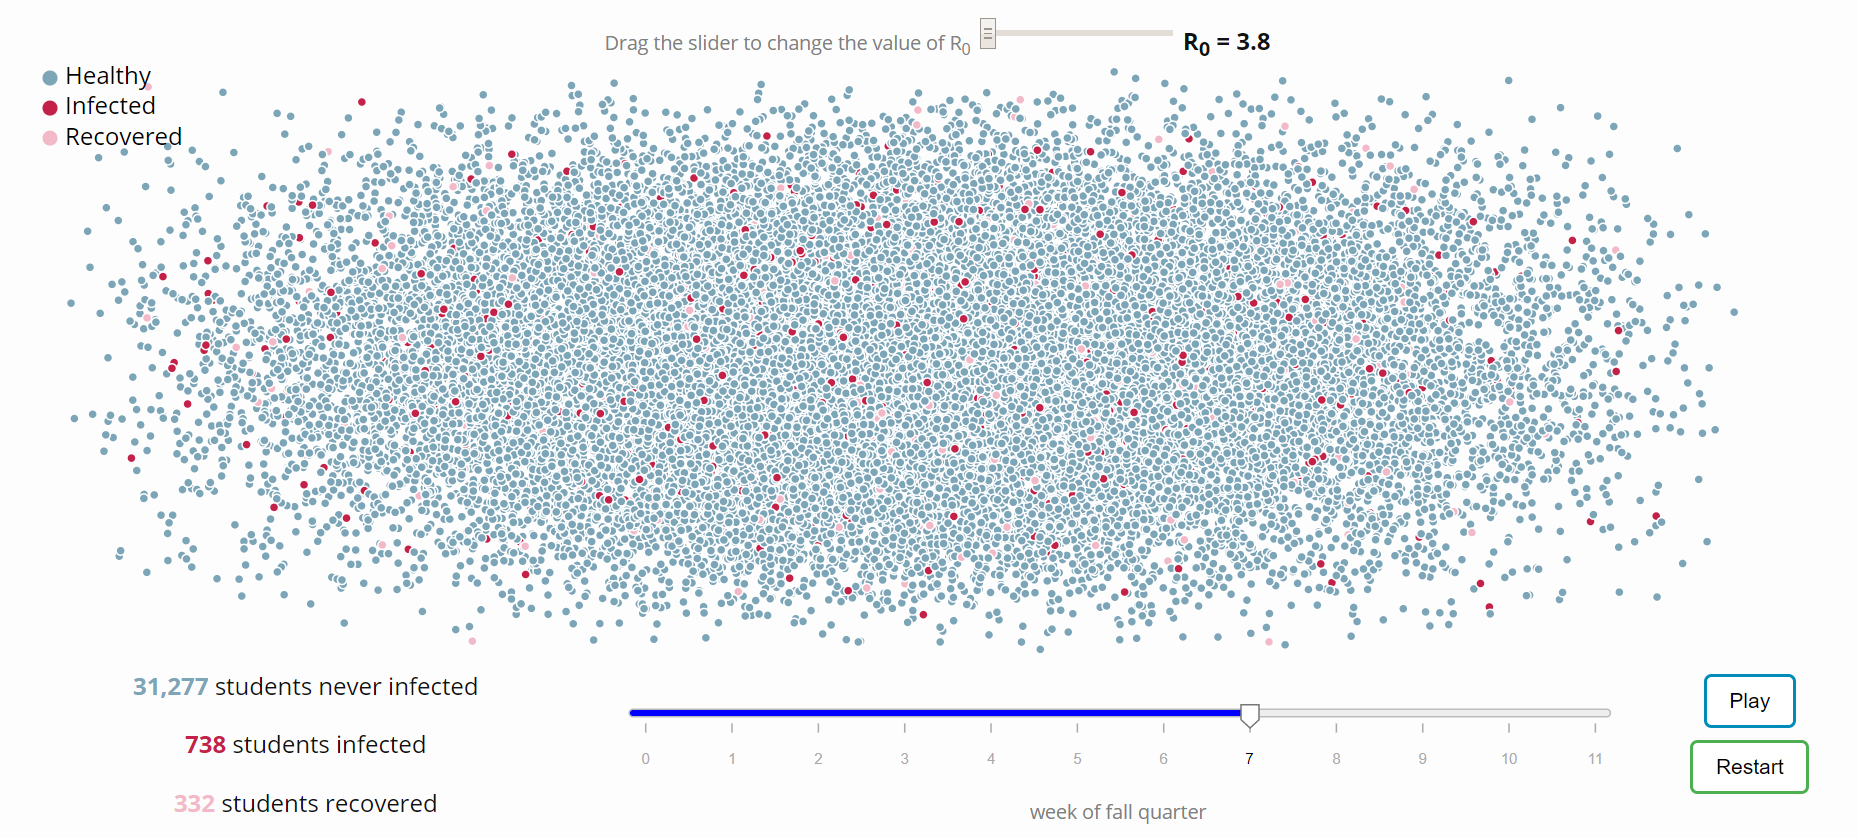 Drag the slider to change the value of R0
R0 = 3.8
Healthy
Infected
Recovered
31,277 students never infected
738 students infected
332 students recovered
0 1 2 3 4 5 6 7 8 9 10 11
week of fall quarter
Play
Restart